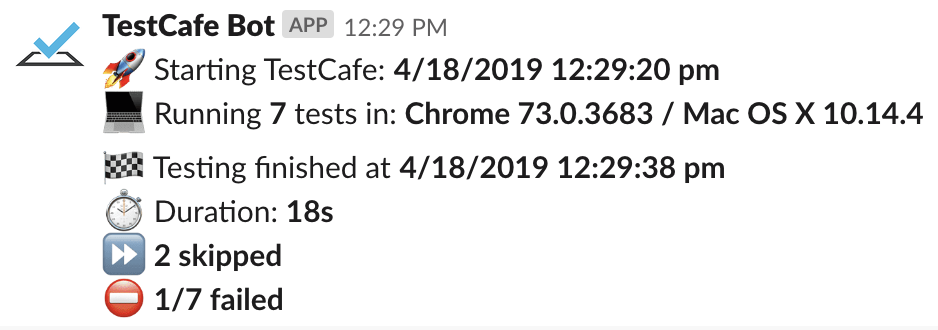 TestCafe Bot APP 12:29 PM
🚀 Starting TestCafe: 4/18/2019 12:29:20 pm
💻 Running 7 tests in: Chrome 73.0.3683 / Mac OS X 10.14.4
🏁 Testing finished at 4/18/2019 12:29:38 pm
⏱ Duration: 18s
⏩ 2 skipped
⛔ 1/7 failed